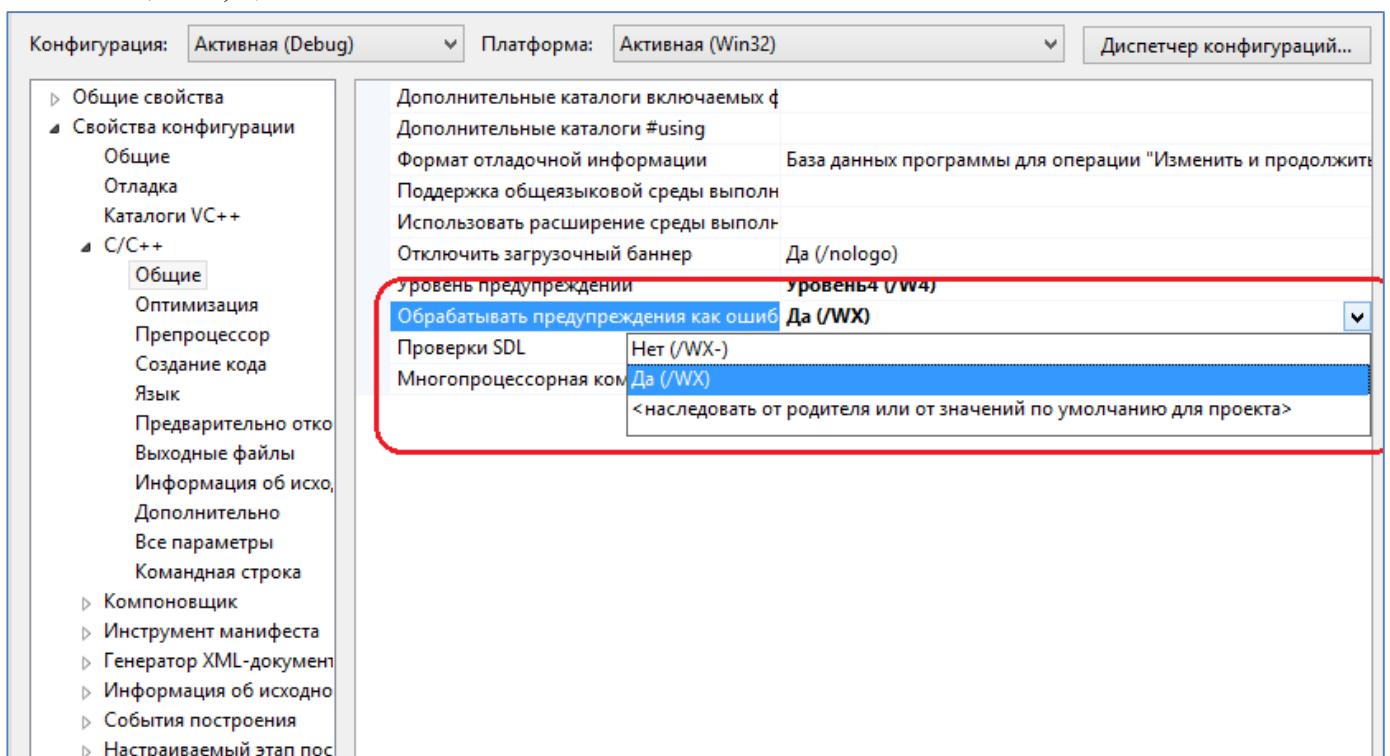 Конфигурация: Активная (Debug) Платформа: Активная (Win32) Диспетчер конфигураций...
Общие свойства
Свойства конфигурации
Общие
Отладка
Каталоги VC++
C/C++
Общие
Оптимизация
Препроцессор
Создание кода
Язык
Предварительно отко
Выходные файлы
Информация об исхо
Дополнительно
Все параметры
Командная строка
Компоновщик
Инструмент манифеста
Генератор XML-документ
Информация об исходно
События построения
Настраиваемый этап пос
Дополнительные каталоги включаемых ф
Дополнительные каталоги #using
Формат отладочной информации База данных программы для операции "Изменить и продолжить
Поддержка общеязыковой среды выполн
Использовать расширение среды выполн
Отключить загрузочный баннер Да (/nologo)
Уровень предупреждений Уровень4 (/W4)
Обрабатывать предупреждения как ошиб Да (/WX)
Проверки SDL
Многопроцессорная ком
Нет (/WX-)
Да (/WX)
<наследовать от родителя или от значений по умолчанию для проекта>